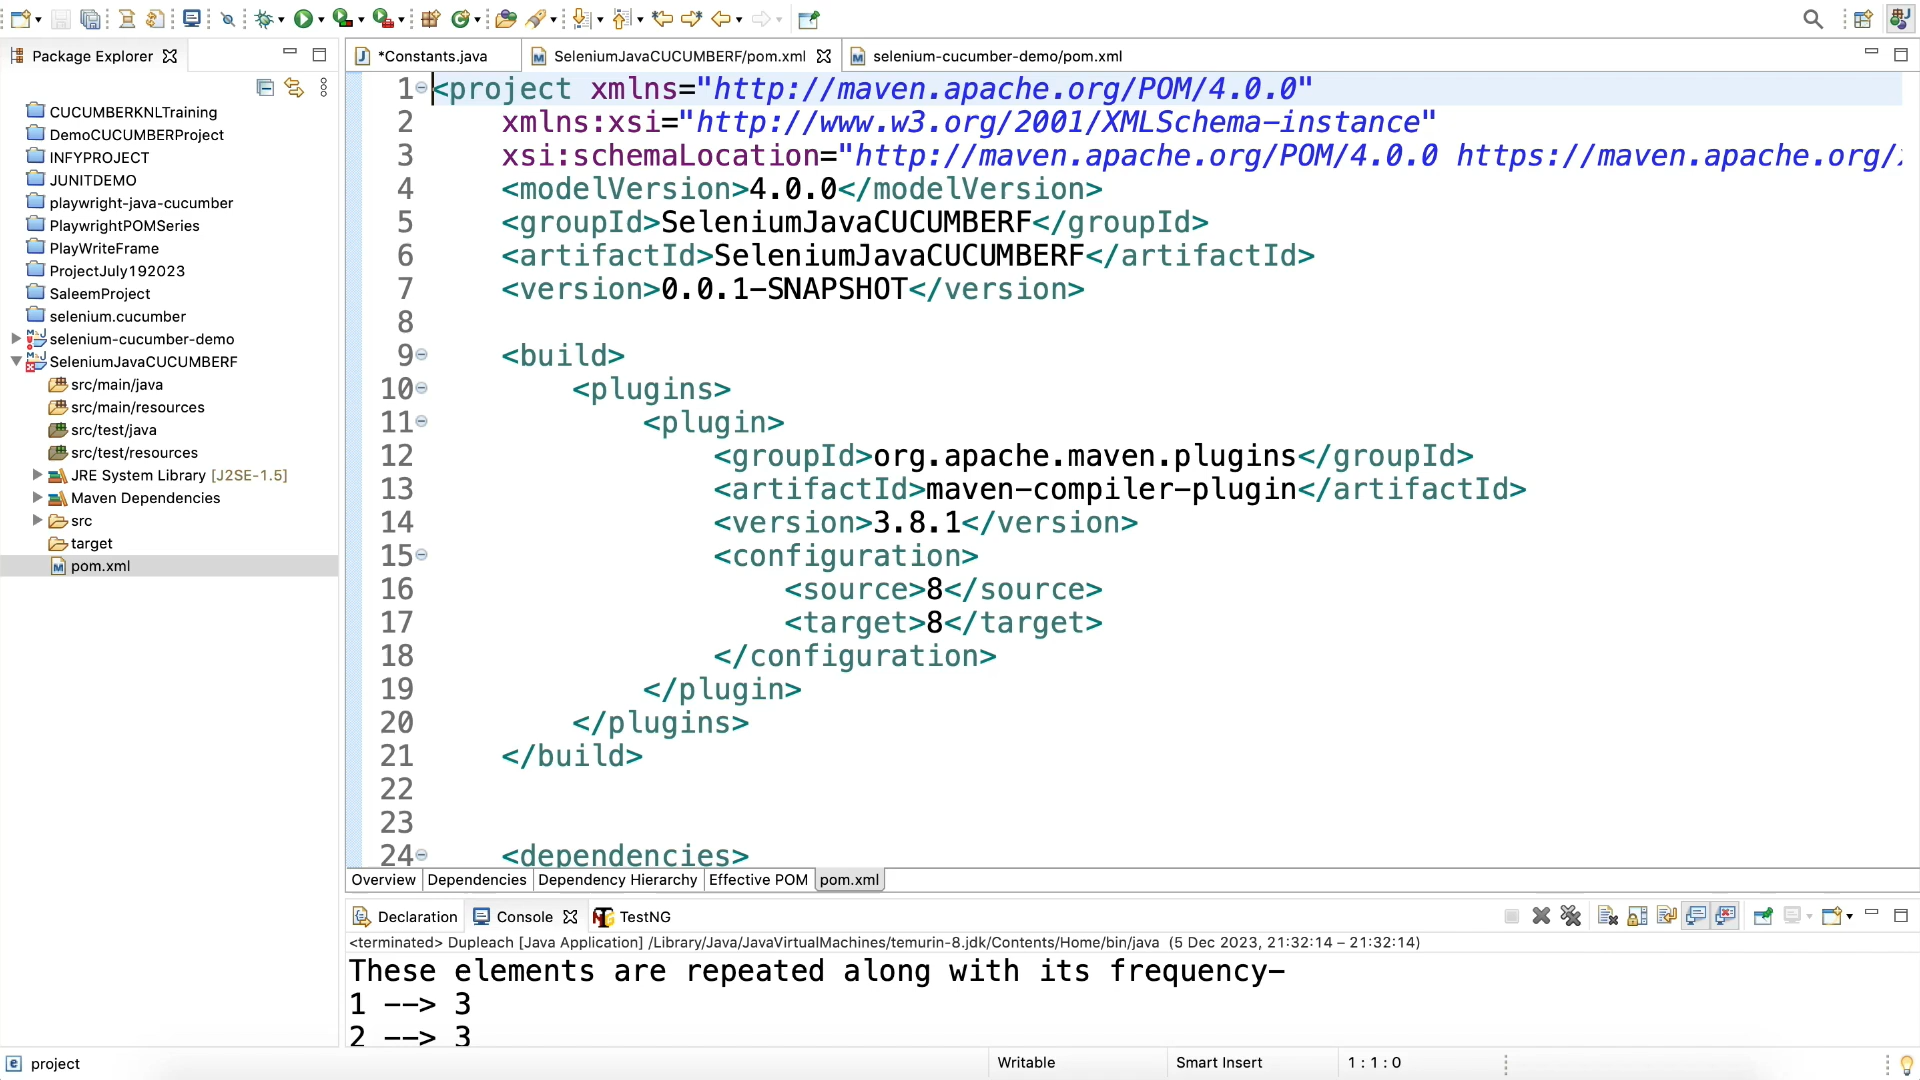 Package Explorer
CUCUMBERKNLTraining
DemoCUCUMBERProject
INFYPROJECT
JUNITDEMO
playwright-java-cucumber
PlaywrightPOMSeries
PlayWriteFrame
ProjectJuly192023
SaleemProject
selenium.cucumber
selenium-cucumber-demo
SeleniumJavaCUCUMBERF
src/main/java
src/main/resources
src/test/java
src/test/resources
JRE System Library [J2SE-1.5]
Maven Dependencies
src
target
pom.xml
*Constants.java SeleniumJavaCUCUMBERF/pom.xml selenium-cucumber-demo/pom.xml
1 <project xmlns="http://maven.apache.org/POM/4.0.0"
2 xmlns:xsi="http://www.w3.org/2001/XMLSchema-instance"
3 xsi:schemaLocation="http://maven.apache.org/POM/4.0.0 https://maven.apache.org/
4 <modelVersion>4.0.0</modelVersion>
5 <groupId>SeleniumJavaCUCUMBERF</groupId>
6 <artifactId>SeleniumJavaCUCUMBERF</artifactId>
7 <version>0.0.1-SNAPSHOT</version>
8
9 <build>
10 <plugins>
11 <plugin>
12 <groupId>org.apache.maven.plugins</groupId>
13 <artifactId>maven-compiler-plugin</artifactId>
14 <version>3.8.1</version>
15 <configuration>
16 <source>8</source>
17 <target>8</target>
18 </configuration>
19 </plugin>
20 </plugins>
21 </build>
22
23
24 <dependencies>
Overview Dependencies Dependency Hierarchy Effective POM pom.xml
Declaration Console TestNG
<terminated> Dupleach [Java Application] /Library/Java/JavaVirtualMachines/temurin-8.jdk/Contents/Home/bin/java (5 Dec 2023, 21:32:14 – 21:32:14)
These elements are repeated along with its frequency-
1 --> 3
2 --> 3
project Writable Smart Insert 1 : 1 : 0